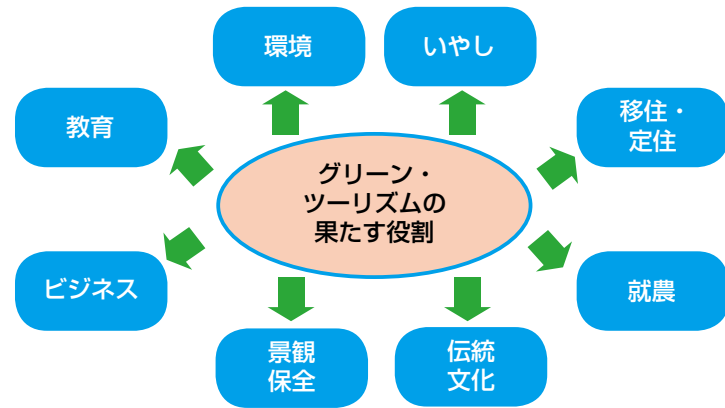 環境
いやし
教育
移住・
定住
グリーン・
ツーリズムの
果たす役割
ビジネス
就農
景観
保全
伝統
文化